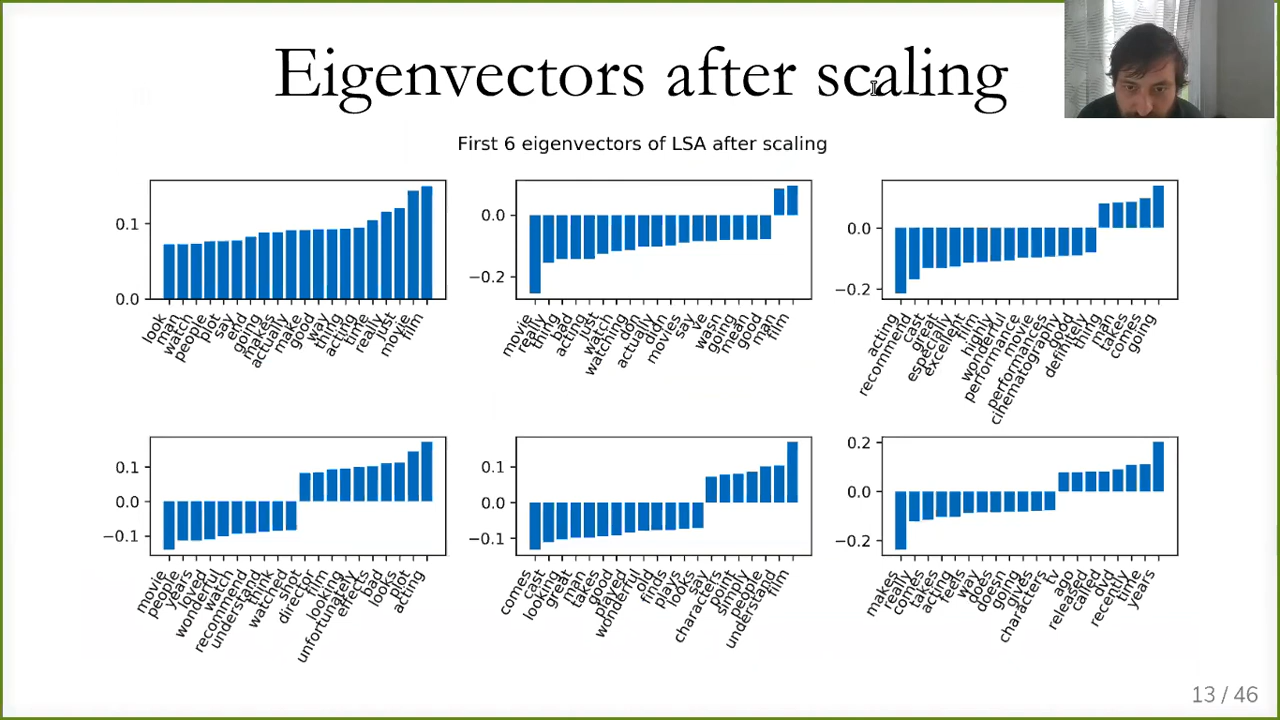 Eigenvectors after scaling
First 6 eigenvectors of LSA after scaling
0.1
0.0
look
man
watch
people
plot
say
end
going
makes
actually
make
good
way
thing
acting
time
really
just
movie
film
0.0
−0.2
movie
really
thing
bad
acting
just
watch
watching
don
actually
didn
movies
say
ve
wasn
going
mean
good
man
film
0.0
−0.2
acting
recommend
cast
great
especially
excellent
film
highly
wonderful
performance
movie
performances
cinematography
good
definitely
thing
man
takes
comes
going
0.1
0.0
−0.1
movie
people
years
loved
wonderful
watch
recommend
understand
think
watched
shot
director
film
looking
unfortunately
effects
bad
looks
plot
acting
0.1
0.0
−0.1
comes
cast
looking
great
man
takes
good
played
wonderful
old
finds
plays
looks
say
characters
point
simply
people
understand
film
0.2
0.0
−0.2
makes
really
comes
takes
acting
feels
way
does
doesn
going
gives
characters
tv
ago
released
called
dvd
recently
time
years
13 / 46